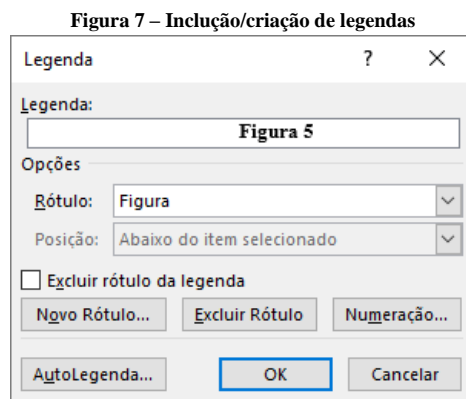 Figura 7 – Inclusão/criação de legendas
Legenda ? ×
Legenda:
Figura 5
Opções
Rótulo: Figura
Posição: Abaixo do item selecionado
Excluir rótulo da legenda
Novo Rótulo... Excluir Rótulo Numeração...
AutoLegenda... OK Cancelar